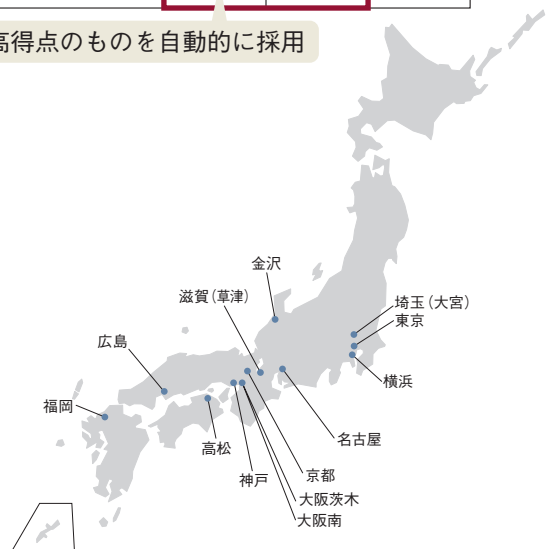 高得点のものを自動的に採用
金沢
滋賀(草津)
埼玉(大宮)
東京
広島
横浜
福岡
名古屋
高松
京都
神戸
大阪茨木
大阪南